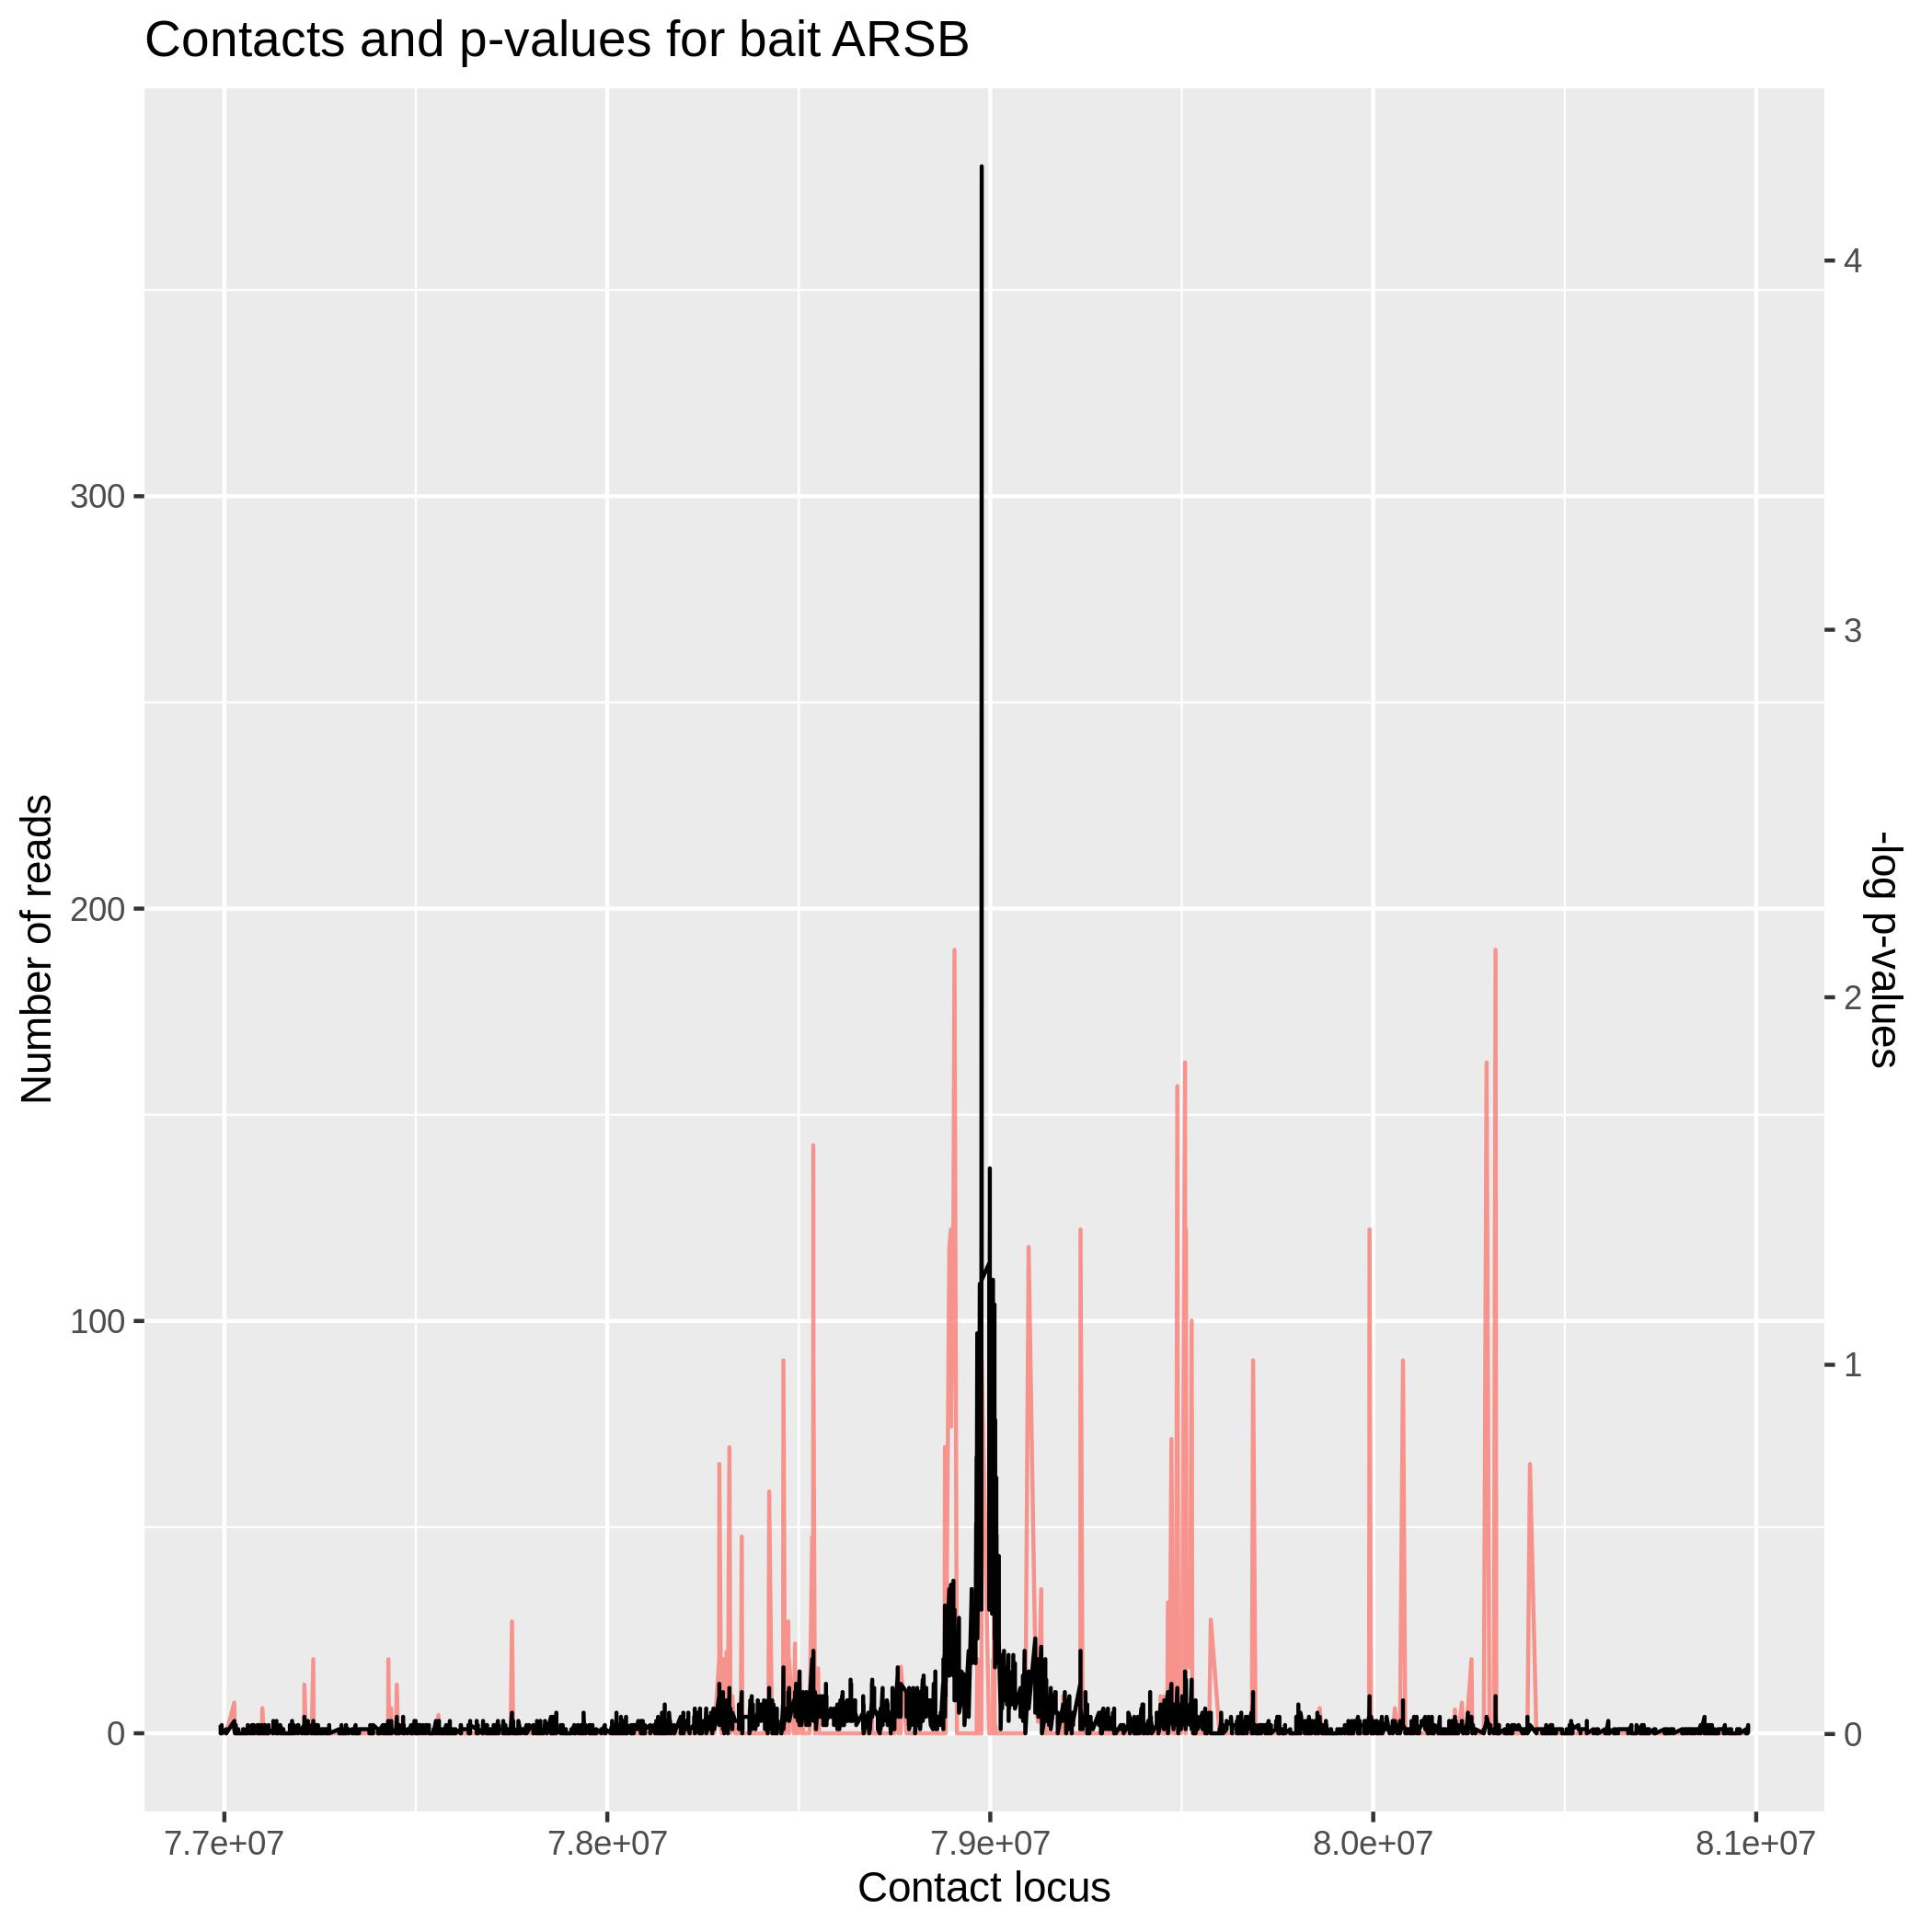 Contacts and p-values for bait ARSB
Number of reads
300
200
100
0
4
3
2
1
0
-log p-values
7.7e+07
7.8e+07
7.9e+07
8.0e+07
8.1e+07
Contact locus